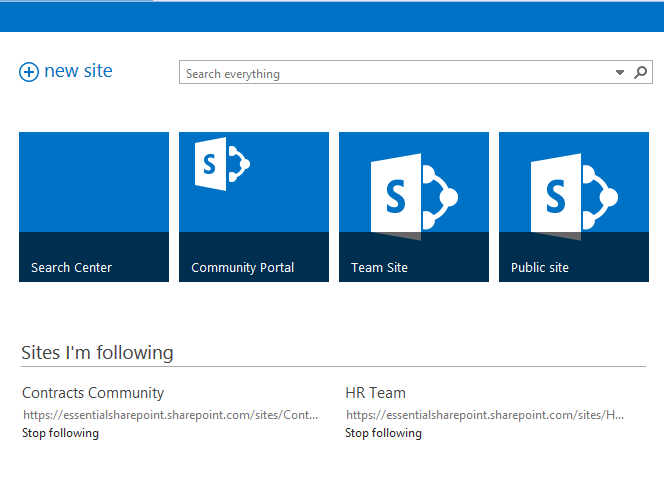 new site
Search everything
S
S
S
Search Center
Community Portal
Team Site
Public site
Sites I'm following
Contracts Community
HR Team
https://essentialsharepoint.sharepoint.com/sites/Cont...
https://essentialsharepoint.sharepoint.com/sites/H...
Stop following
Stop following